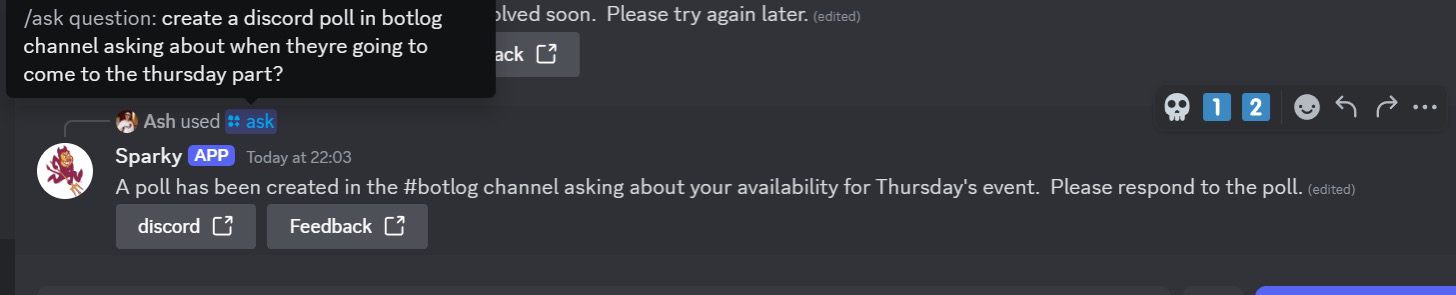 /ask question: create a discord poll in botlog
channel asking about when theyre going to
come to the thursday part?
olved soon. Please try again later. (edited)
ack
Ash used ask
1 2
Sparky APP Today at 22:03
A poll has been created in the #botlog channel asking about your availability for Thursday's event. Please respond to the poll. (edited)
discord Feedback